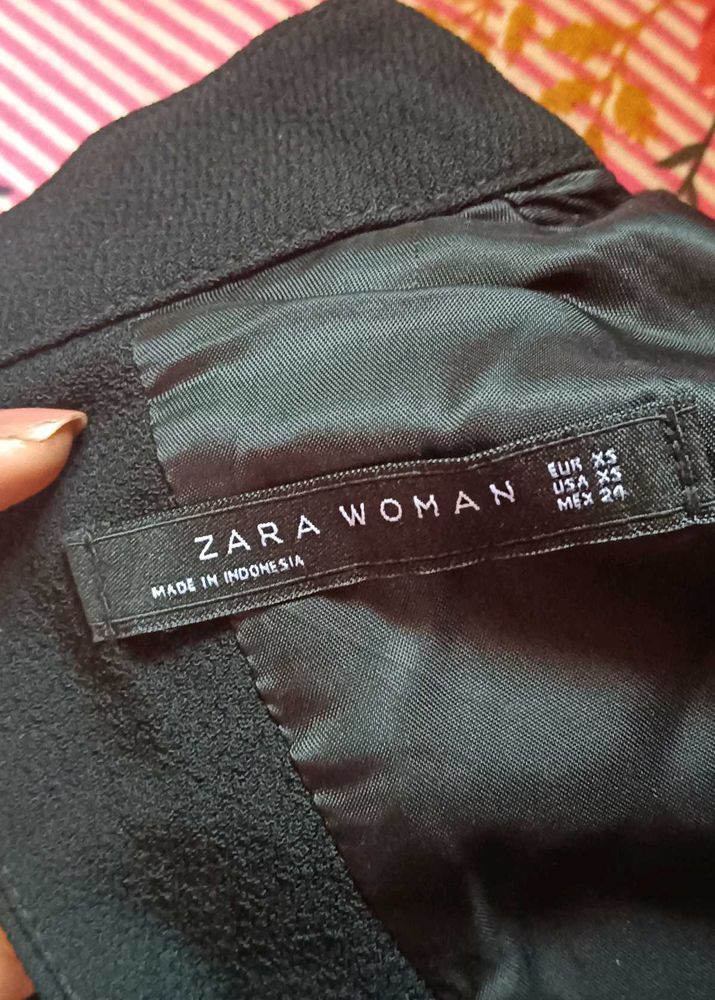 ZARA WOMAN
MADE IN INDONESIA
EUR XS
USA XS
MEX 24